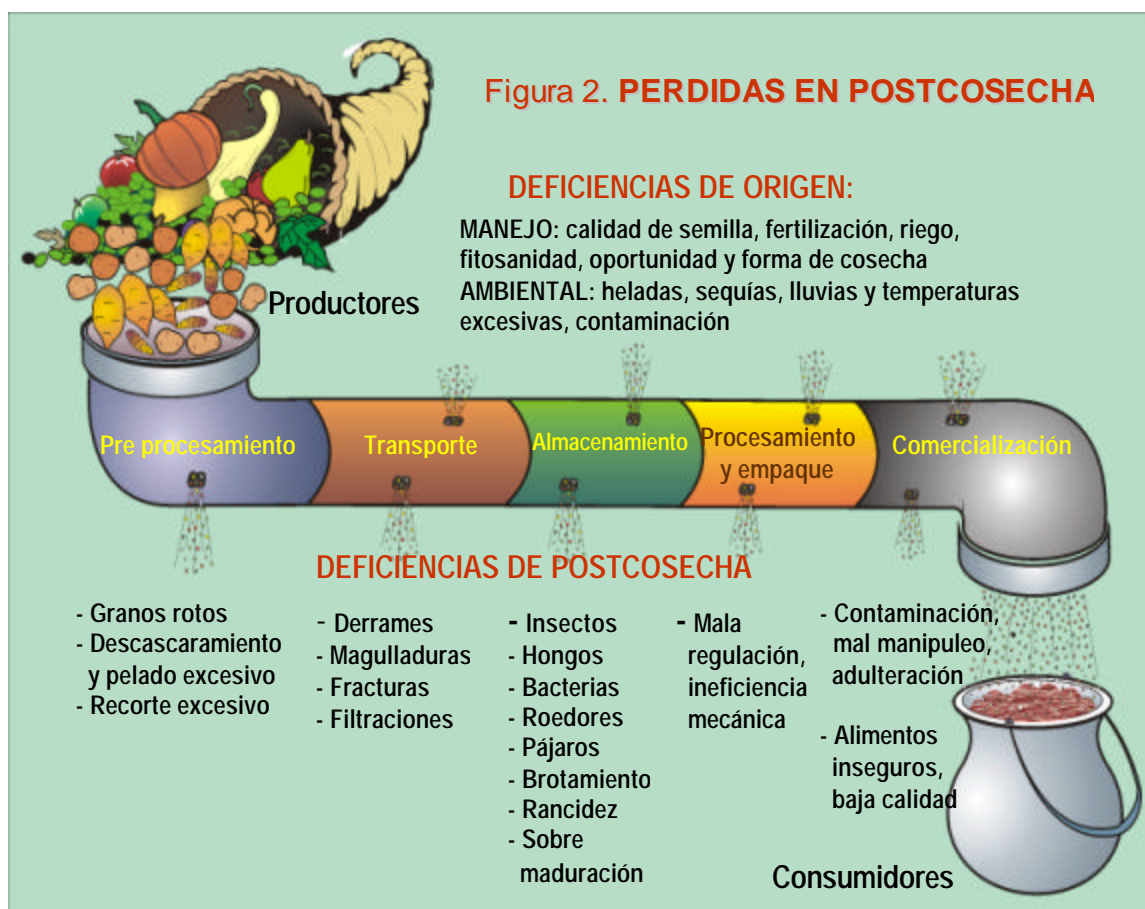 Figura 2. PERDIDAS EN POSTCOSECHA
DEFICIENCIAS DE ORIGEN:
MANEJO: calidad de semilla, fertilización, riego,
fitosanidad, oportunidad y forma de cosecha
AMBIENTAL: heladas, sequías, lluvias y temperaturas
excesivas, contaminación
Productores
Pre procesamiento
Transporte
Almacenamiento
Procesamiento
y empaque
Comercialización
DEFICIENCIAS DE POSTCOSECHA
- Granos rotos
- Descascaramiento
y pelado excesivo
- Recorte excesivo
- Derrames
- Magulladuras
- Fracturas
- Filtraciones
- Insectos
- Hongos
- Bacterias
- Roedores
- Pájaros
- Brotamiento
- Rancidez
- Sobre
maduración
- Mala
regulación,
ineficiencia
mecánica
- Contaminación,
mal manipuleo,
adulteración
- Alimentos
inseguros,
baja calidad
Consumidores